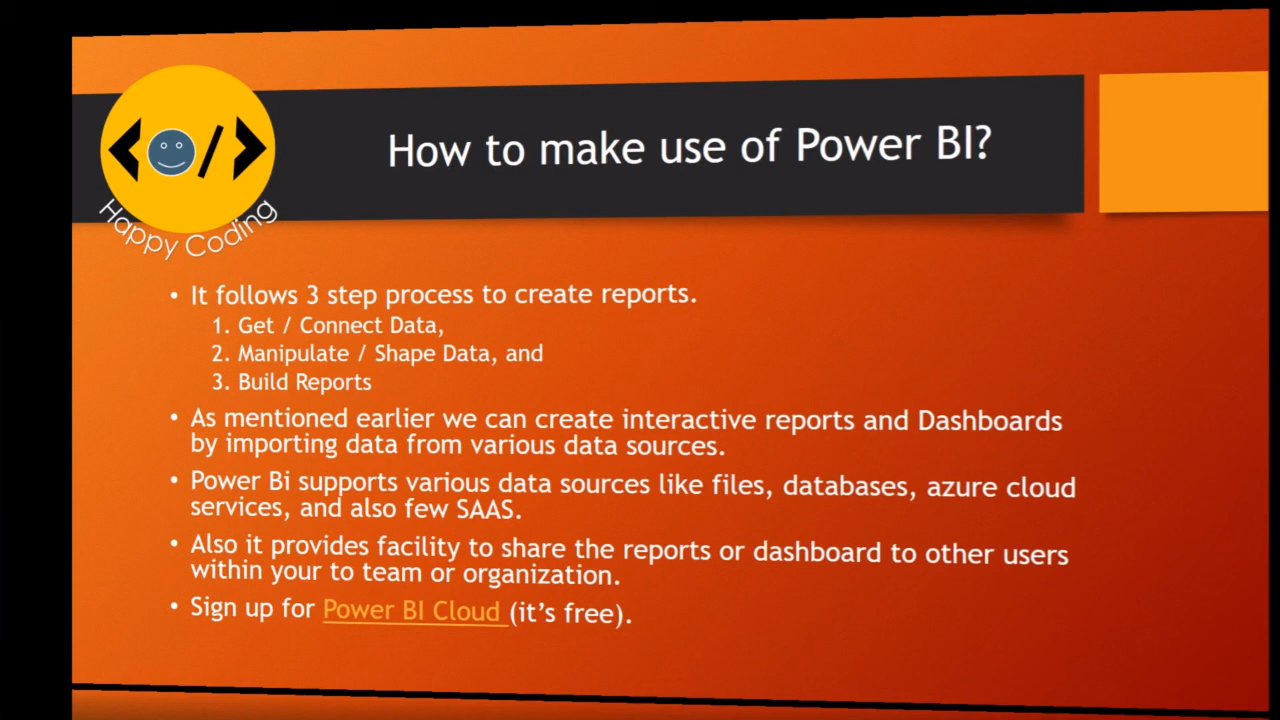 How to make use of Power BI?
Happy Coding
• It follows 3 step process to create reports.
1. Get / Connect Data,
2. Manipulate / Shape Data, and
3. Build Reports
• As mentioned earlier we can create interactive reports and Dashboards
by importing data from various data sources.
• Power Bi supports various data sources like files, databases, azure cloud
services, and also few SAAS.
• Also it provides facility to share the reports or dashboard to other users
within your to team or organization.
• Sign up for Power BI Cloud (it's free).